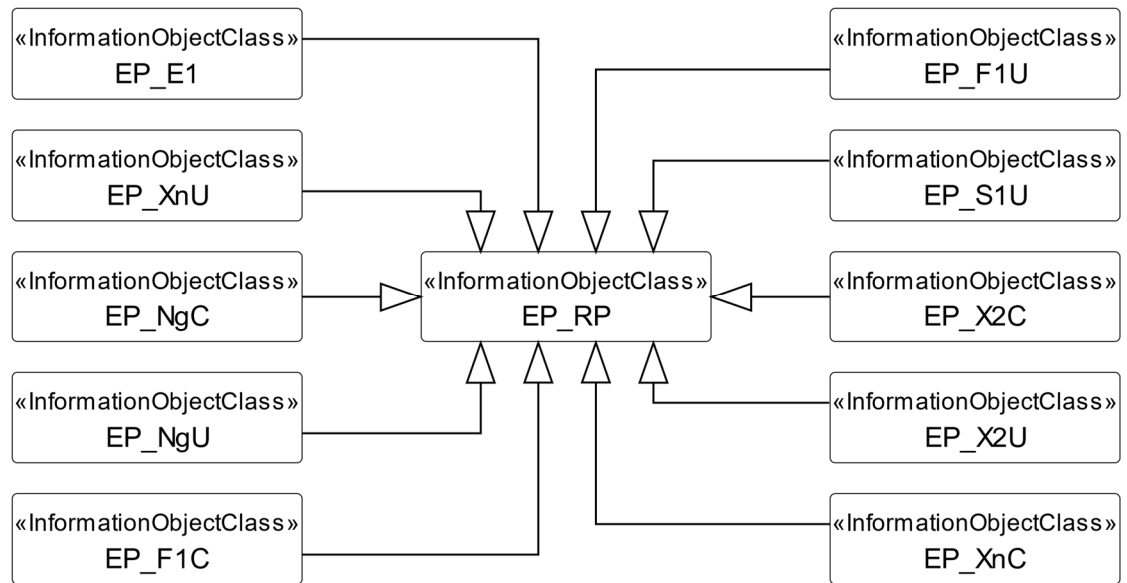 «InformationObjectClass»
EP_E1
«InformationObjectClass»
EP_F1U
«InformationObjectClass»
EP_XnU
«InformationObjectClass»
EP_S1U
«InformationObjectClass»
EP_NgC
«InformationObjectClass»
EP_RP
«InformationObjectClass»
EP_X2C
«InformationObjectClass»
EP_NgU
«InformationObjectClass»
EP_X2U
«InformationObjectClass»
EP_F1C
«InformationObjectClass»
EP_XnC